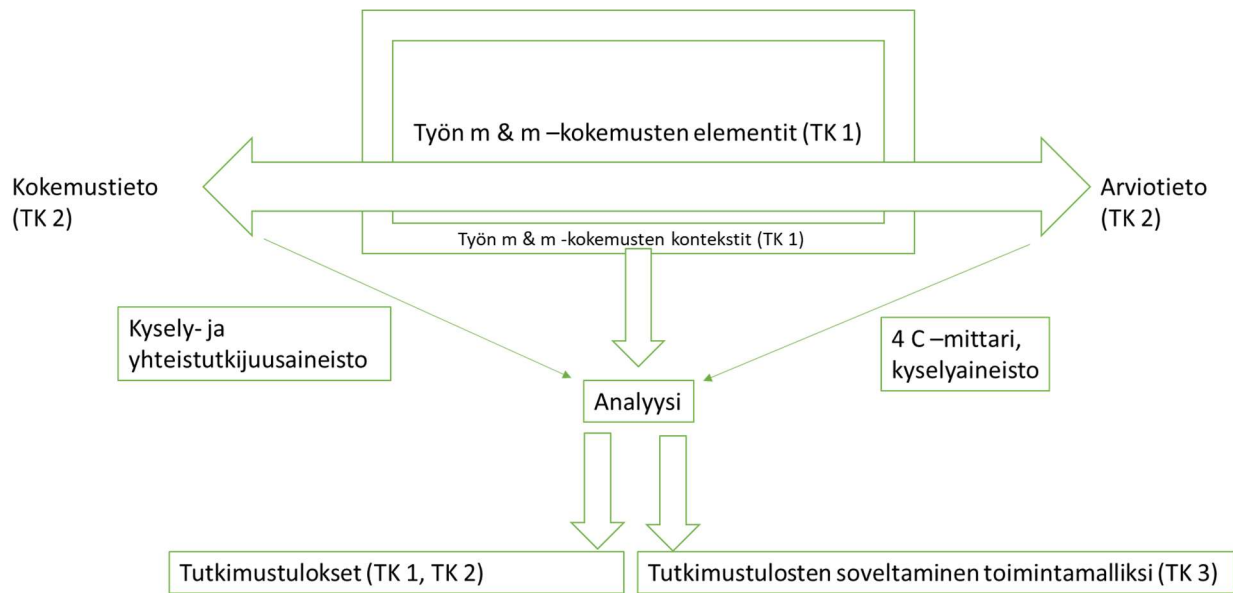 Työn m & m –kokemusten elementit (TK 1)
Kokemustieto
(TK 2)
Arviotieto
(TK 2)
Työn m & m -kokemusten kontekstit (TK 1)
Kysely- ja
yhteistutkijuusaineisto
4 C –mittari,
kyselyaineisto
Analyysi
Tutkimustulokset (TK 1, TK 2)
Tutkimustulosten soveltaminen toimintamalliksi (TK 3)